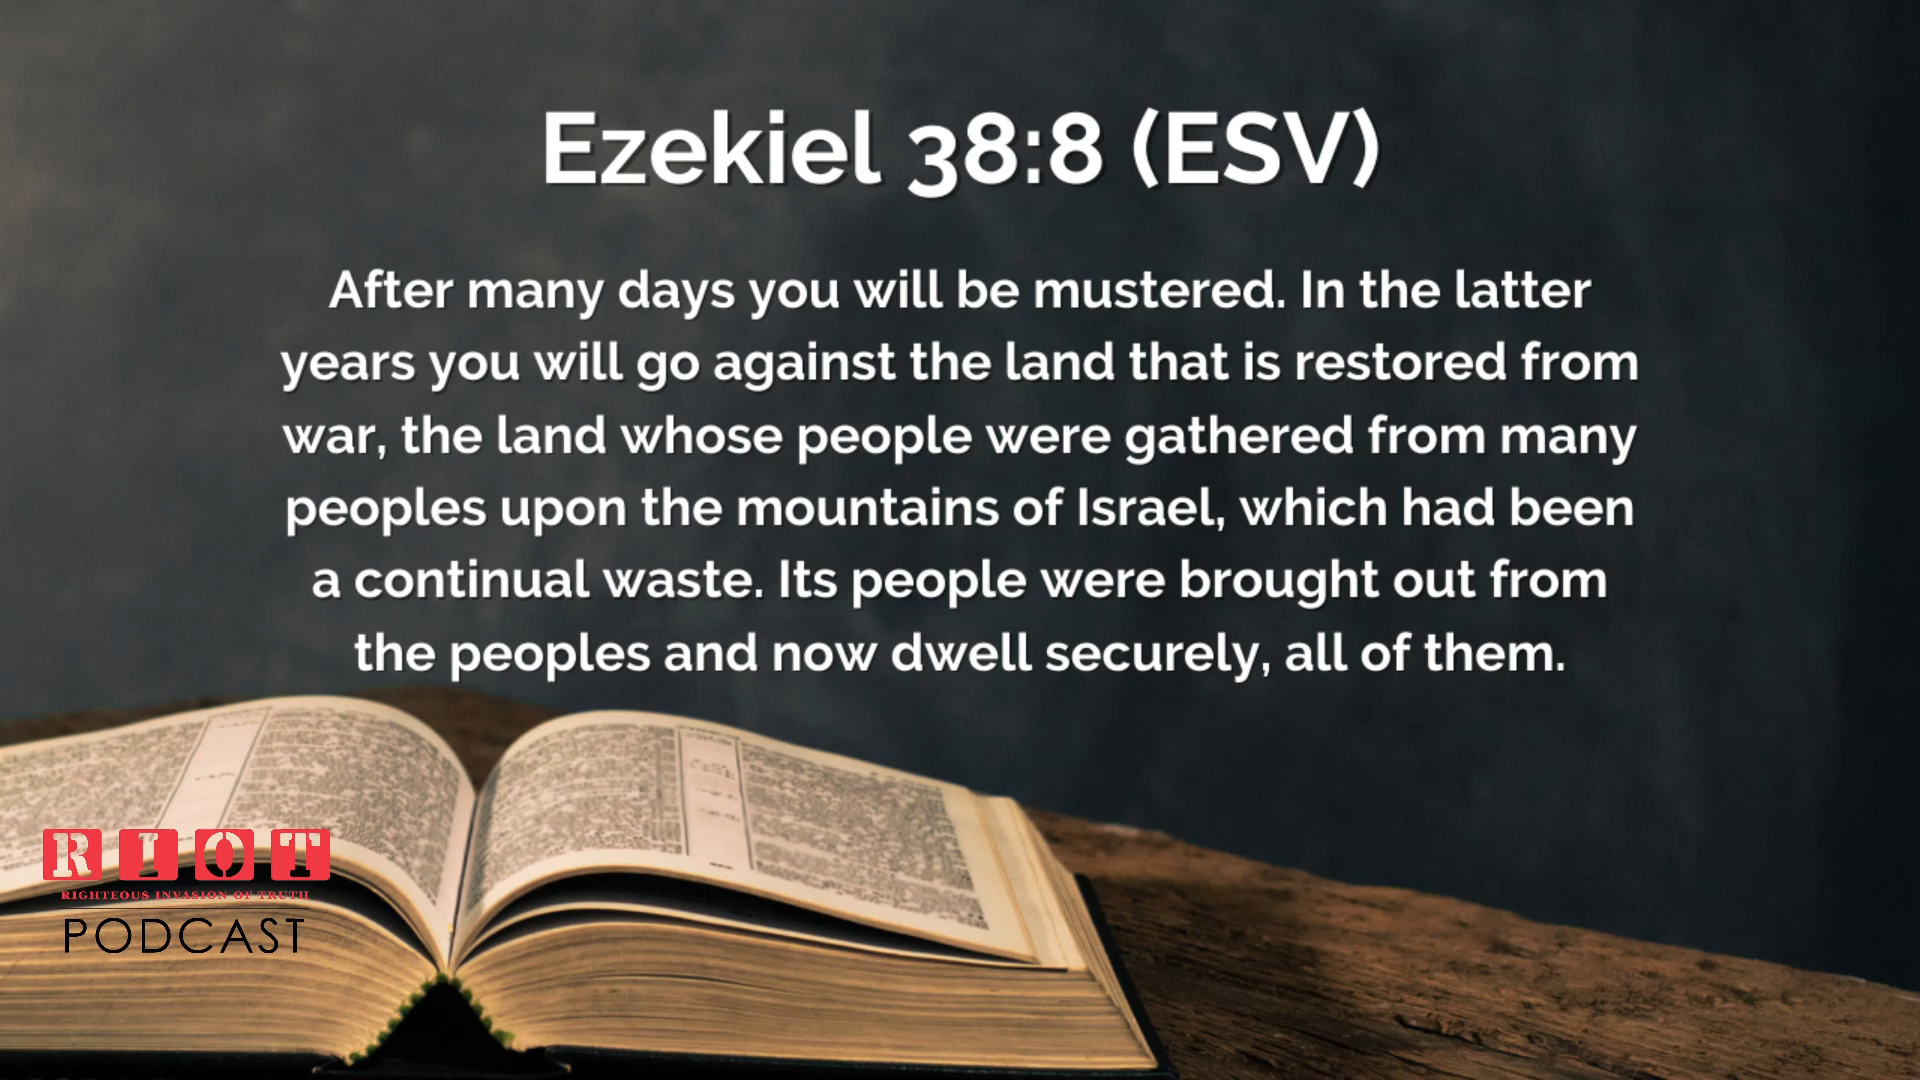 Ezekiel 38:8 (ESV)
After many days you will be mustered. In the latter
years you will go against the land that is restored from
war, the land whose people were gathered from many
peoples upon the mountains of Israel, which had been
a continual waste. Its people were brought out from
the peoples and now dwell securely, all of them.
RIOT
RIGHTEOUS INVASION OF TRUTH
PODCAST